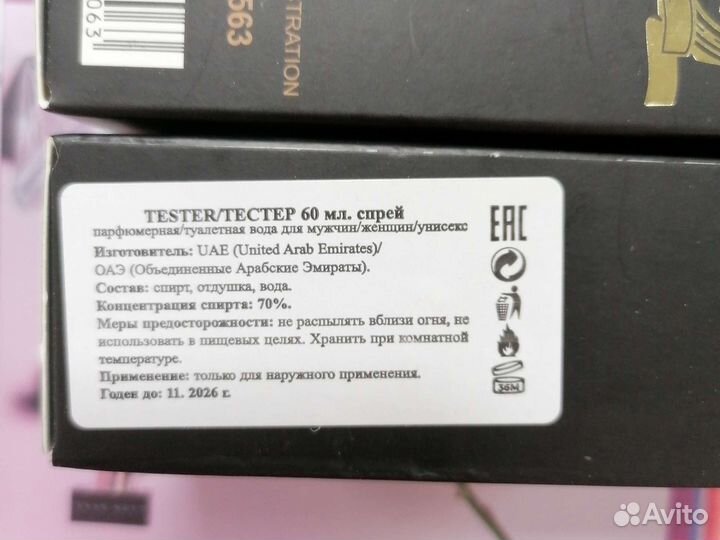 063
563
TRATION
TESTER/ТЕСТЕР 60 мл. спрей
парфюмерная/туалетная вода для мужчин/женщин/унисекс
Изготовитель: UAE (United Arab Emirates)/
ОАЭ (Объединенные Арабские Эмираты).
Состав: спирт, отдушка, вода.
Концентрация спирта: 70%.
Меры предосторожности: не распылять вблизи огня, не
использовать в пищевых целях. Хранить при комнатной
температуре.
Применение: только для наружного применения.
Годен до: 11. 2026 г.
EAC
36M
Avito